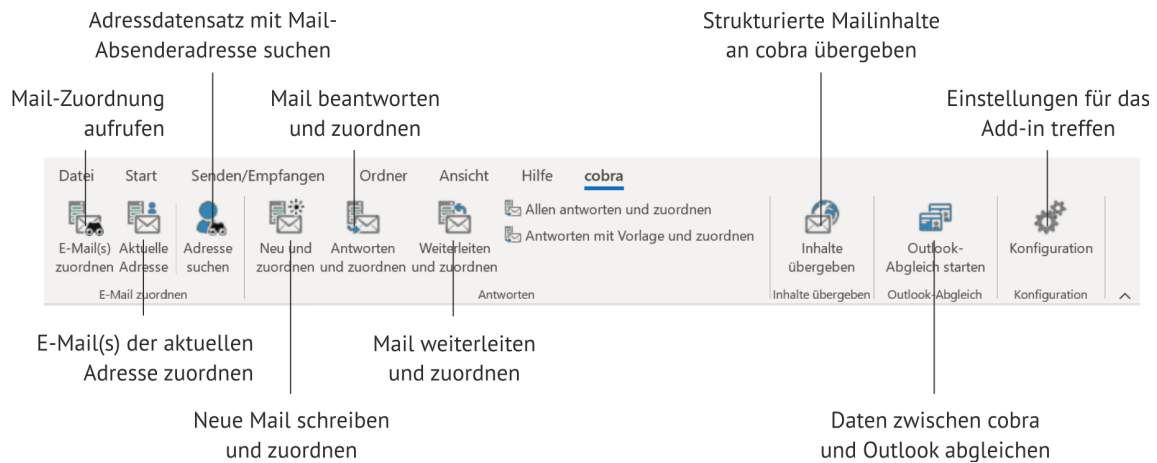 Adressdatensatz mit Mail-
Absenderadresse suchen
Strukturierte Mailinhalte
an cobra übergeben
Mail-Zuordnung
aufrufen
Mail beantworten
und zuordnen
Einstellungen für das
Add-in treffen
Datei Start Senden/Empfangen Ordner Ansicht Hilfe cobra
E-Mail(s)
zuordnen
Aktuelle
Adresse
Adresse
suchen
Neu und
zuordnen
Antworten
und zuordnen
Weiterleiten
und zuordnen
Allen antworten und zuordnen
Antworten mit Vorlage und zuordnen
Inhalte
übergeben
Outlook-
Abgleich starten
Konfiguration
E-Mail zuordnen
Antworten
Inhalte übergeben
Outlook-Abgleich
Konfiguration
E-Mail(s) der aktuellen
Adresse zuordnen
Mail weiterleiten
und zuordnen
Neue Mail schreiben
und zuordnen
Daten zwischen cobra
und Outlook abgleichen